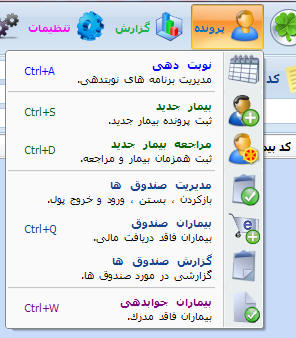 پرونده
گزارش
تنظیمات
کد
کد بیم
نوبت دهی
Ctrl+A
مدیریت برنامه های نوبتدهی.
بیمار جدید
Ctrl+S
ثبت پرونده بیمار جدید.
مراجعه بیمار جدید
Ctrl+D
ثبت همزمان بیمار و مراجعه.
مدیریت صندوق ها
بازکردن ، بستن ، ورود و خروج پول.
بیماران صندوق
Ctrl+Q
بیماران فاقد دریافت مالی.
گزارش صندوق ها
گزارشی در مورد صندوق ها.
بیماران جوابدهی
Ctrl+W
بیماران فاقد مدرک.